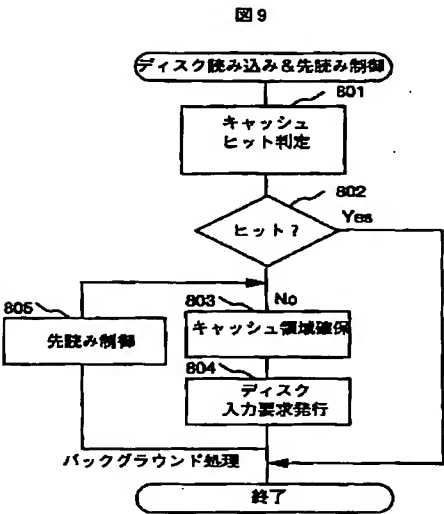 図9
ディスク読み込み&先読み制御
801
キャッシュ
ヒット判定
802
ヒット?
Yes
No
805
先読み制御
803
キャッシュ領域確保
804
ディスク
入力要求発行
バックグラウンド処理
終了